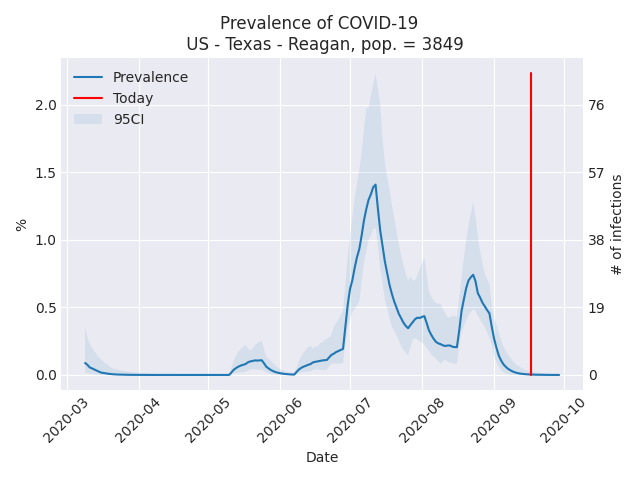 Prevalence of COVID-19
US - Texas - Reagan, pop. = 3849
Prevalence
Today
95CI
%
2.0
1.5
1.0
0.5
0.0
76
57
38
19
0
# of infections
2020-03
2020-04
2020-05
2020-06
2020-07
2020-08
2020-09
2020-10
Date